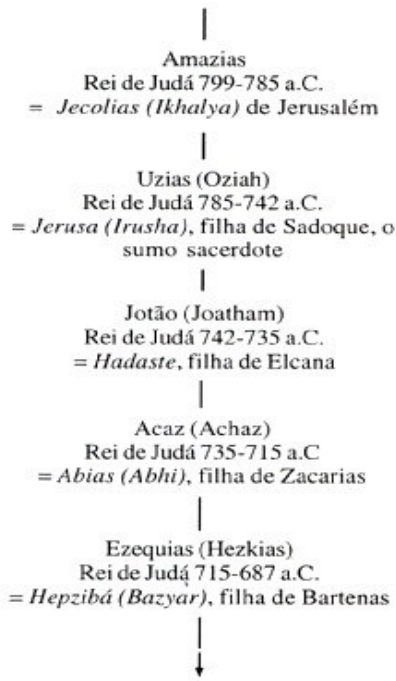 Amazias
Rei de Judá 799-785 a.C.
= Jecolias (Ikhalya) de Jerusalém
Uzias (Oziah)
Rei de Judá 785-742 a.C.
= Jerusa (Irusha), filha de Sadoque, o
sumo sacerdote
Jotão (Joatham)
Rei de Judá 742-735 a.C.
= Hadaste, filha de Elcana
Acaz (Achaz)
Rei de Judá 735-715 a.C
= Abias (Abhi), filha de Zacarias
Ezequias (Hezkias)
Rei de Judá 715-687 a.C.
= Hepzibá (Bazyar), filha de Bartenas